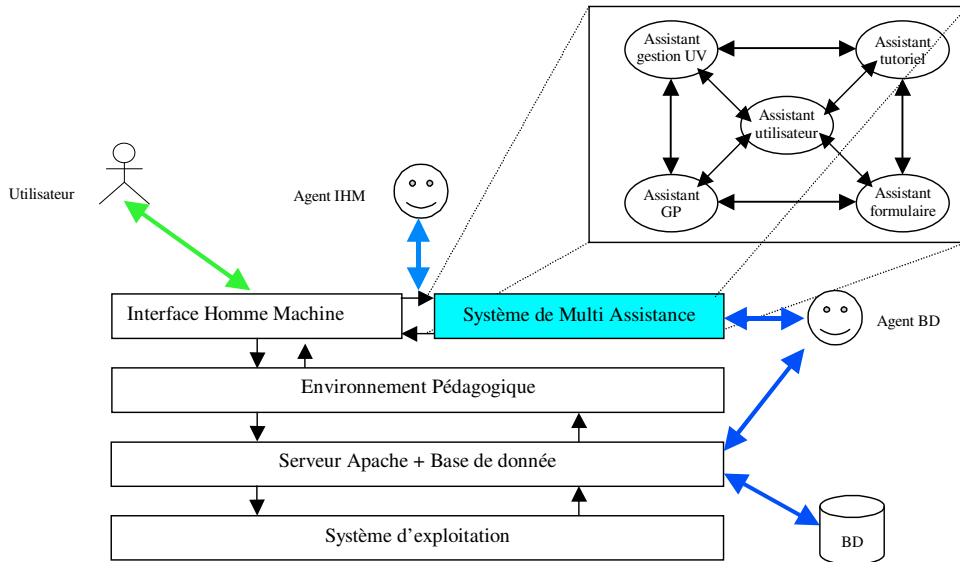 Assistant
gestion UV
Assistant
tutoriel
Assistant
utilisateur
Assistant
GP
Assistant
formulaire
Utilisateur
Agent IHM
Interface Homme Machine
Système de Multi Assistance
Agent BD
Environnement Pédagogique
Serveur Apache + Base de donnée
Système d'exploitation
BD